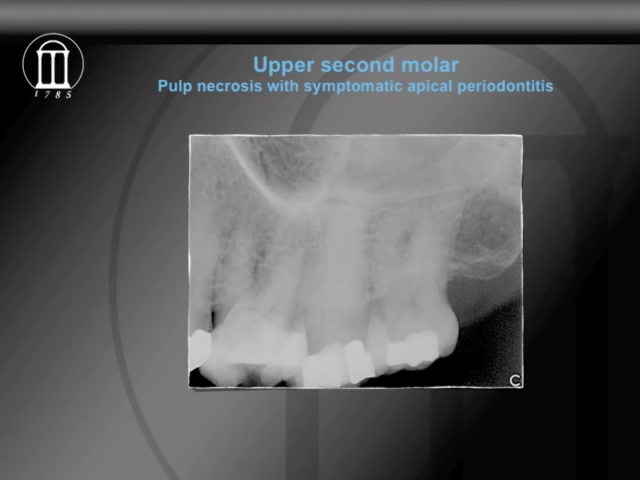 Upper second molar
Pulp necrosis with symptomatic apical periodontitis
1785
C